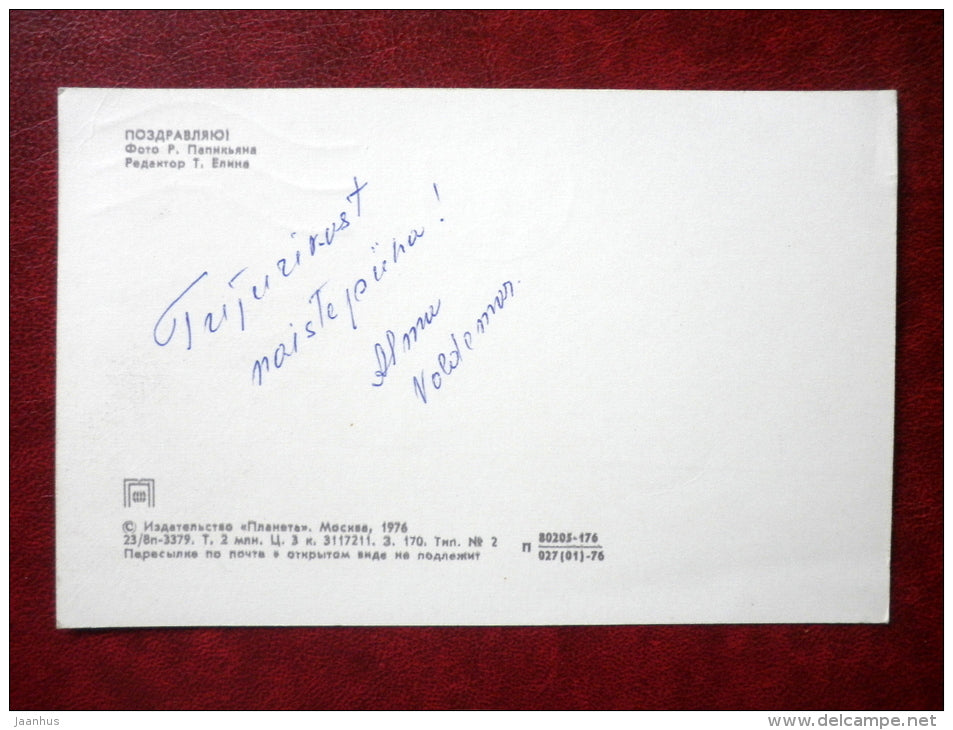 ПОЗДРАВЛЯЮ!
Фото Р. Папикьяна
Редактор Т. Елина
naistepüha!
Alma
Voldemar.
© Издательство «Планета». Москва, 1976
23/8п-3379. Т. 2 млн. Ц. 3 к. 3117211. З. 170. Тип. № 2
Пересылке по почте в открытом виде не подлежит
П 80205-176
027(01)-76
jaanhus
www.delcampe.net